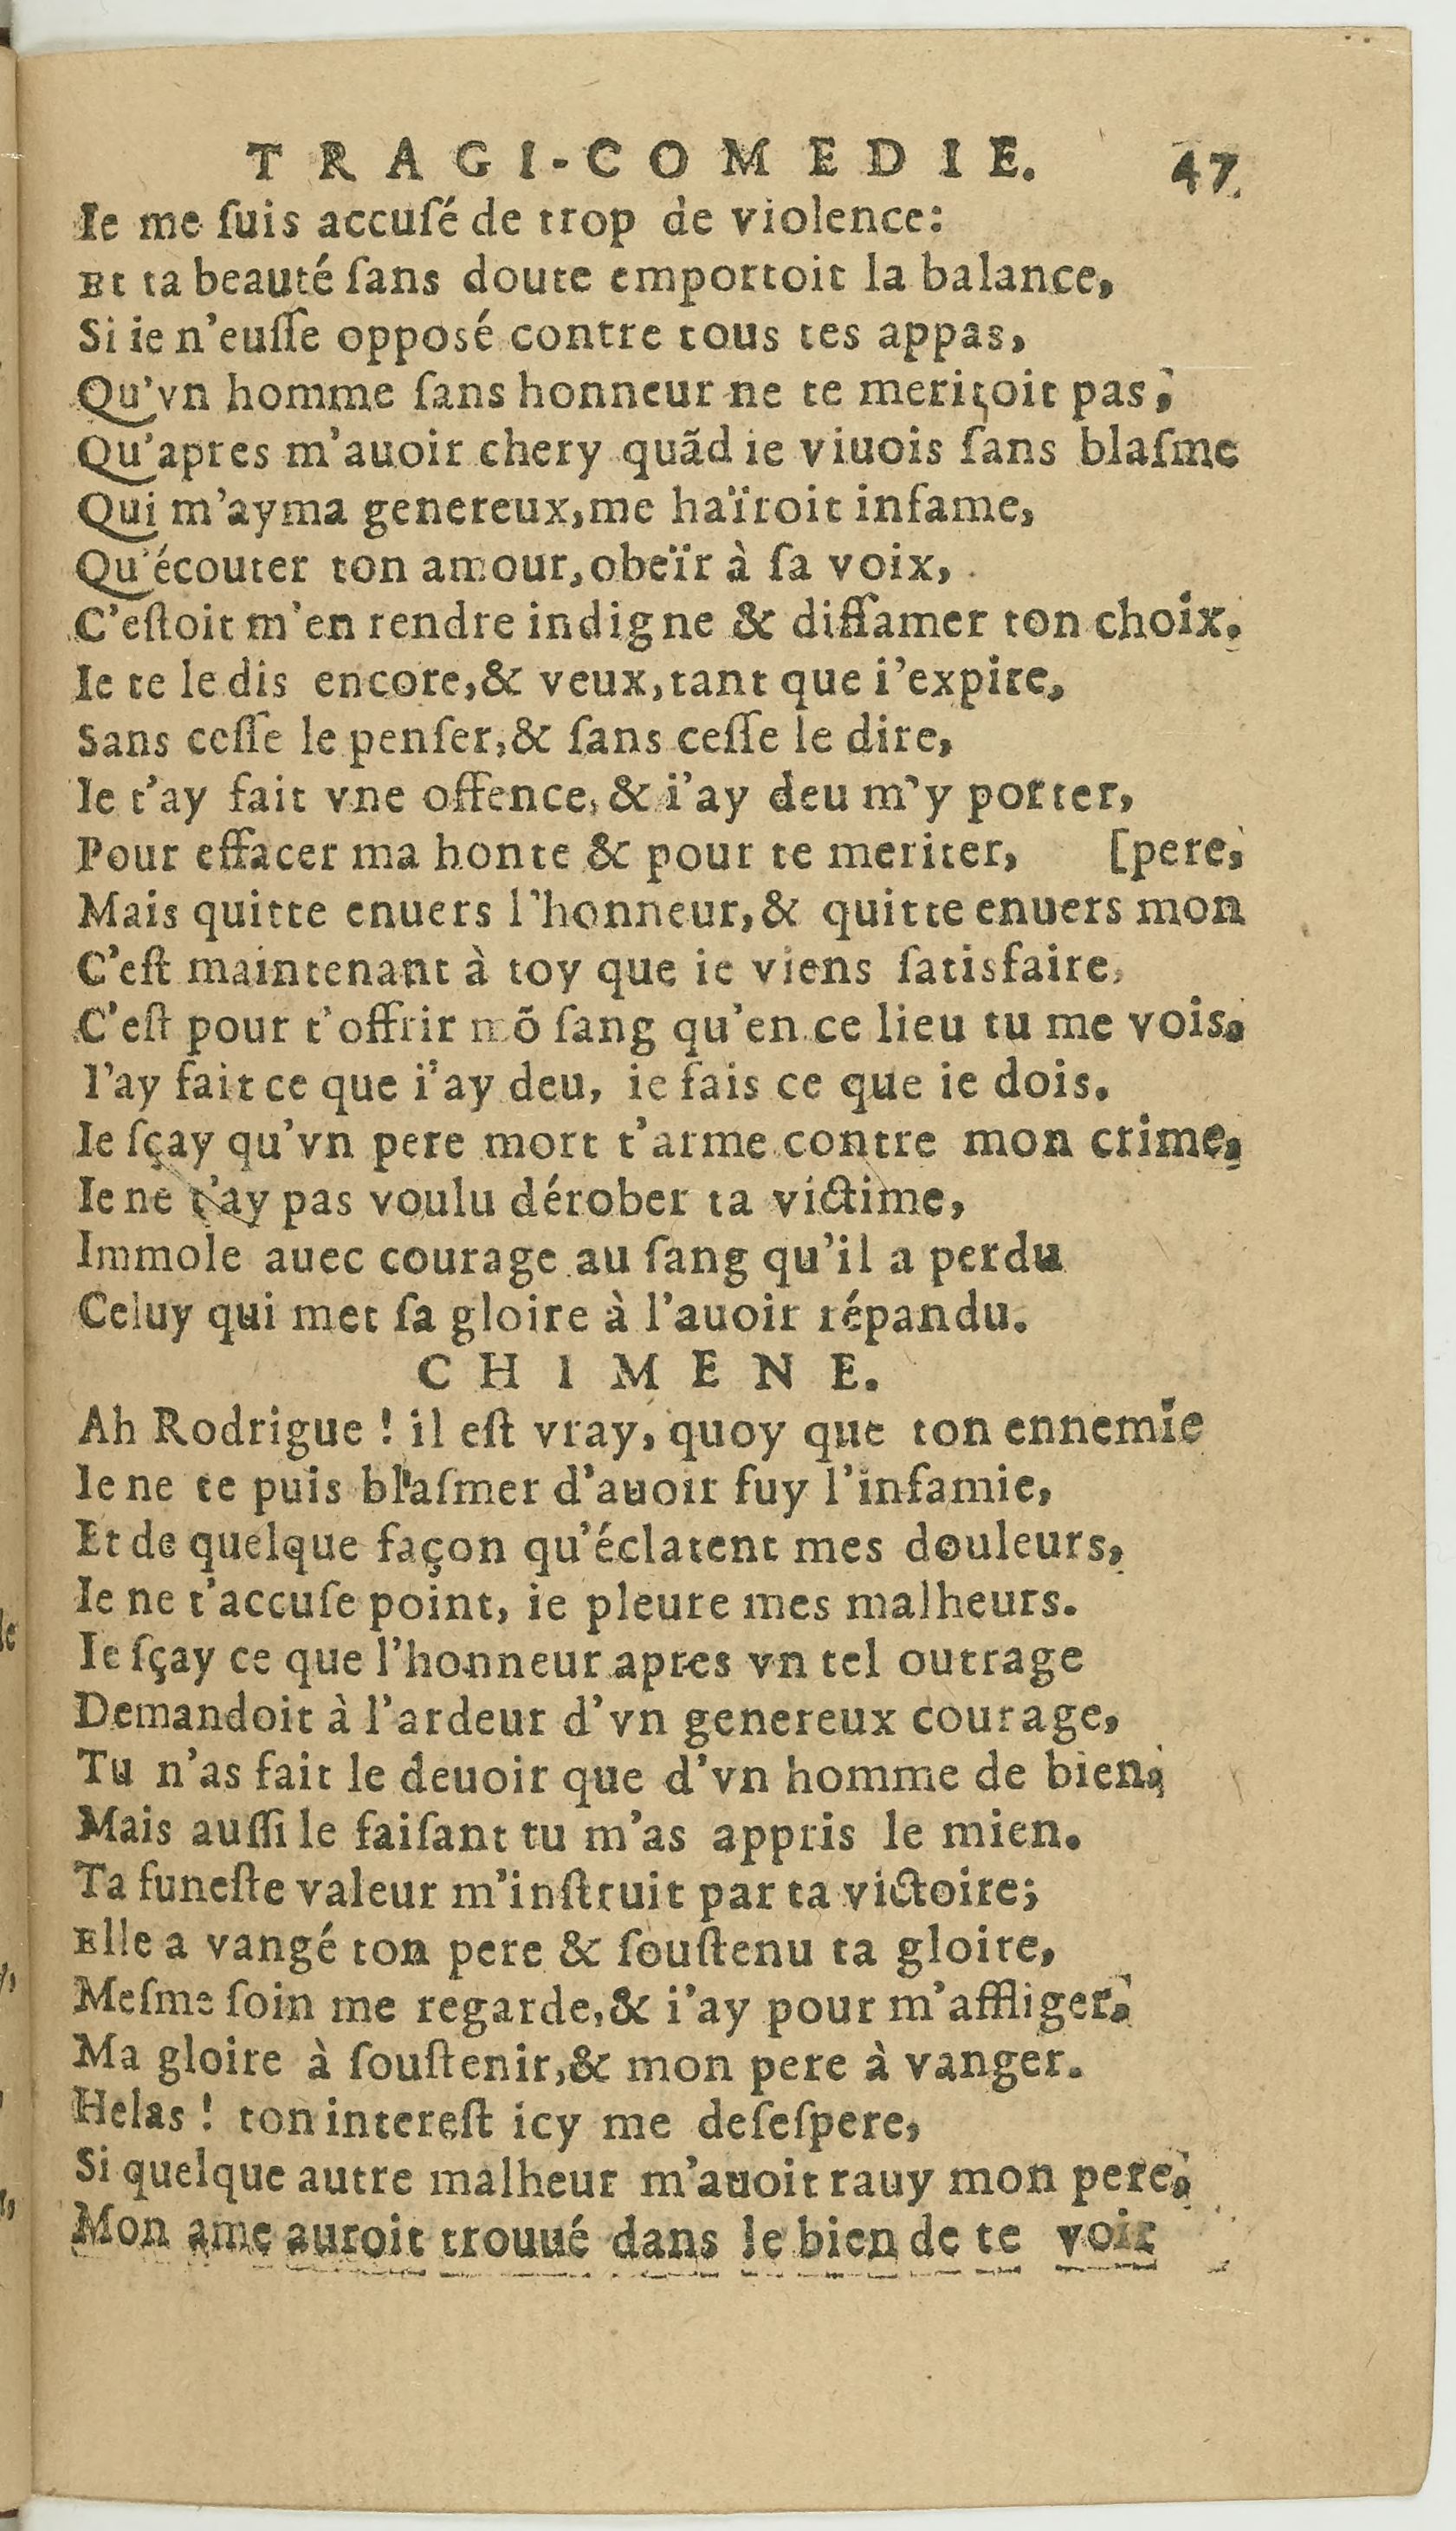 TRAGI-COMEDIE. 47.
Ie me ſuis accuſé de trop de violence:
Et ta beauté ſans doute emportoit la balance,
Si ie n'euſſe opposé contre tous tes appas,
Qu'vn homme ſans honneur ne te meritoit pas,
Qu'apres m'auoir chery quãd ie viuois ſans blaſme
Qui m'ayma genereux, me haïroit infame,
Qu'écouter ton amour, obeïr à ſa voix,
C'eſtoit m'en rendre indigne & diffamer ton choix.
Ie te le dis encore, & veux, tant que i'expire,
Sans ceſſe le penſer, & ſans ceſſe le dire,
Ie t'ay fait vne offence, & i'ay deu m'y porter,
Pour effacer ma honte & pour te meriter, [pere,
Mais quitte enuers l'honneur, & quitte enuers mon
C'eſt maintenant à toy que ie viens ſatisfaire,
C'eſt pour t'offrir mõ ſang qu'en ce lieu tu me vois.
I'ay fait ce que i'ay deu, ie fais ce que ie dois.
Ie ſçay qu'vn pere mort t'arme contre mon crime,
Ie ne t'ay pas voulu dérober ta victime,
Immole auec courage au ſang qu'il a perdu
Celuy qui met ſa gloire à l'auoir répandu.
CHIMENE.
Ah Rodrigue ! il eſt vray, quoy que ton ennemie
Ie ne te puis blaſmer d'auoir fuy l'infamie,
Et de quelque façon qu'éclatent mes douleurs,
Ie ne t'accuſe point, ie pleure mes malheurs.
Ie ſçay ce que l'honneur apres vn tel outrage
Demandoit à l'ardeur d'vn genereux courage,
Tu n'as fait le deuoir que d'vn homme de bien,
Mais auſſi le faiſant tu m'as appris le mien.
Ta funeſte valeur m'inſtruit par ta victoire;
Elle a vangé ton pere & ſouſtenu ta gloire,
Meſme ſoin me regarde, & i'ay pour m'affliger,
Ma gloire à ſouſtenir, & mon pere à vanger.
Helas ! ton intereſt icy me deſeſpere,
Si quelque autre malheur m'auoit rauy mon pere,
Mon ame auroit trouué dans le bien de te voir